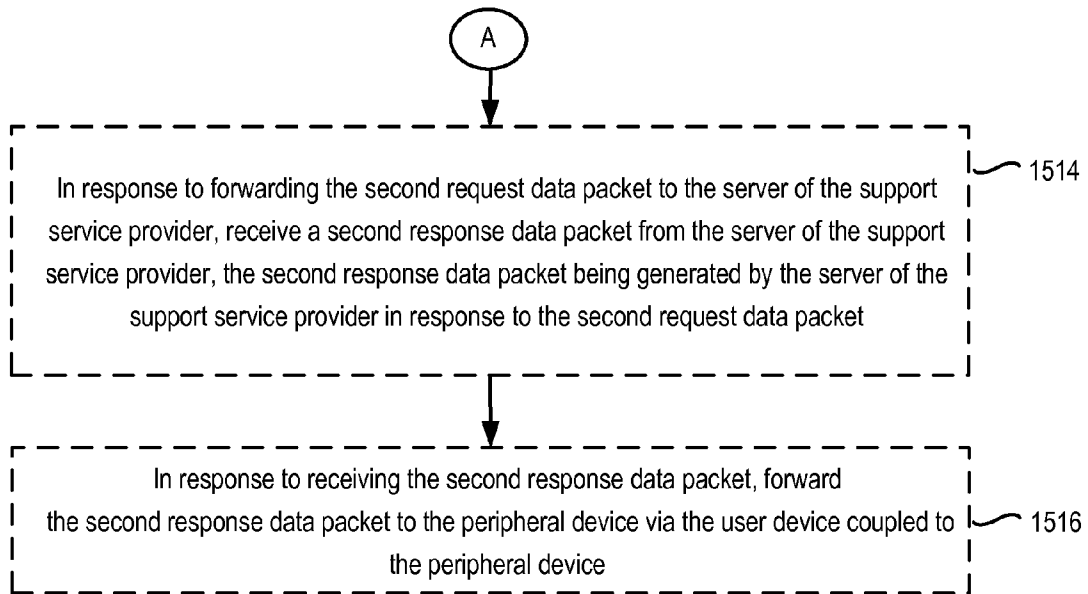 A
In response to forwarding the second request data packet to the server of the support
service provider, receive a second response data packet from the server of the support
service provider, the second response data packet being generated by the server of the
support service provider in response to the second request data packet
1514
In response to receiving the second response data packet, forward
the second response data packet to the peripheral device via the user device coupled to
the peripheral device
1516